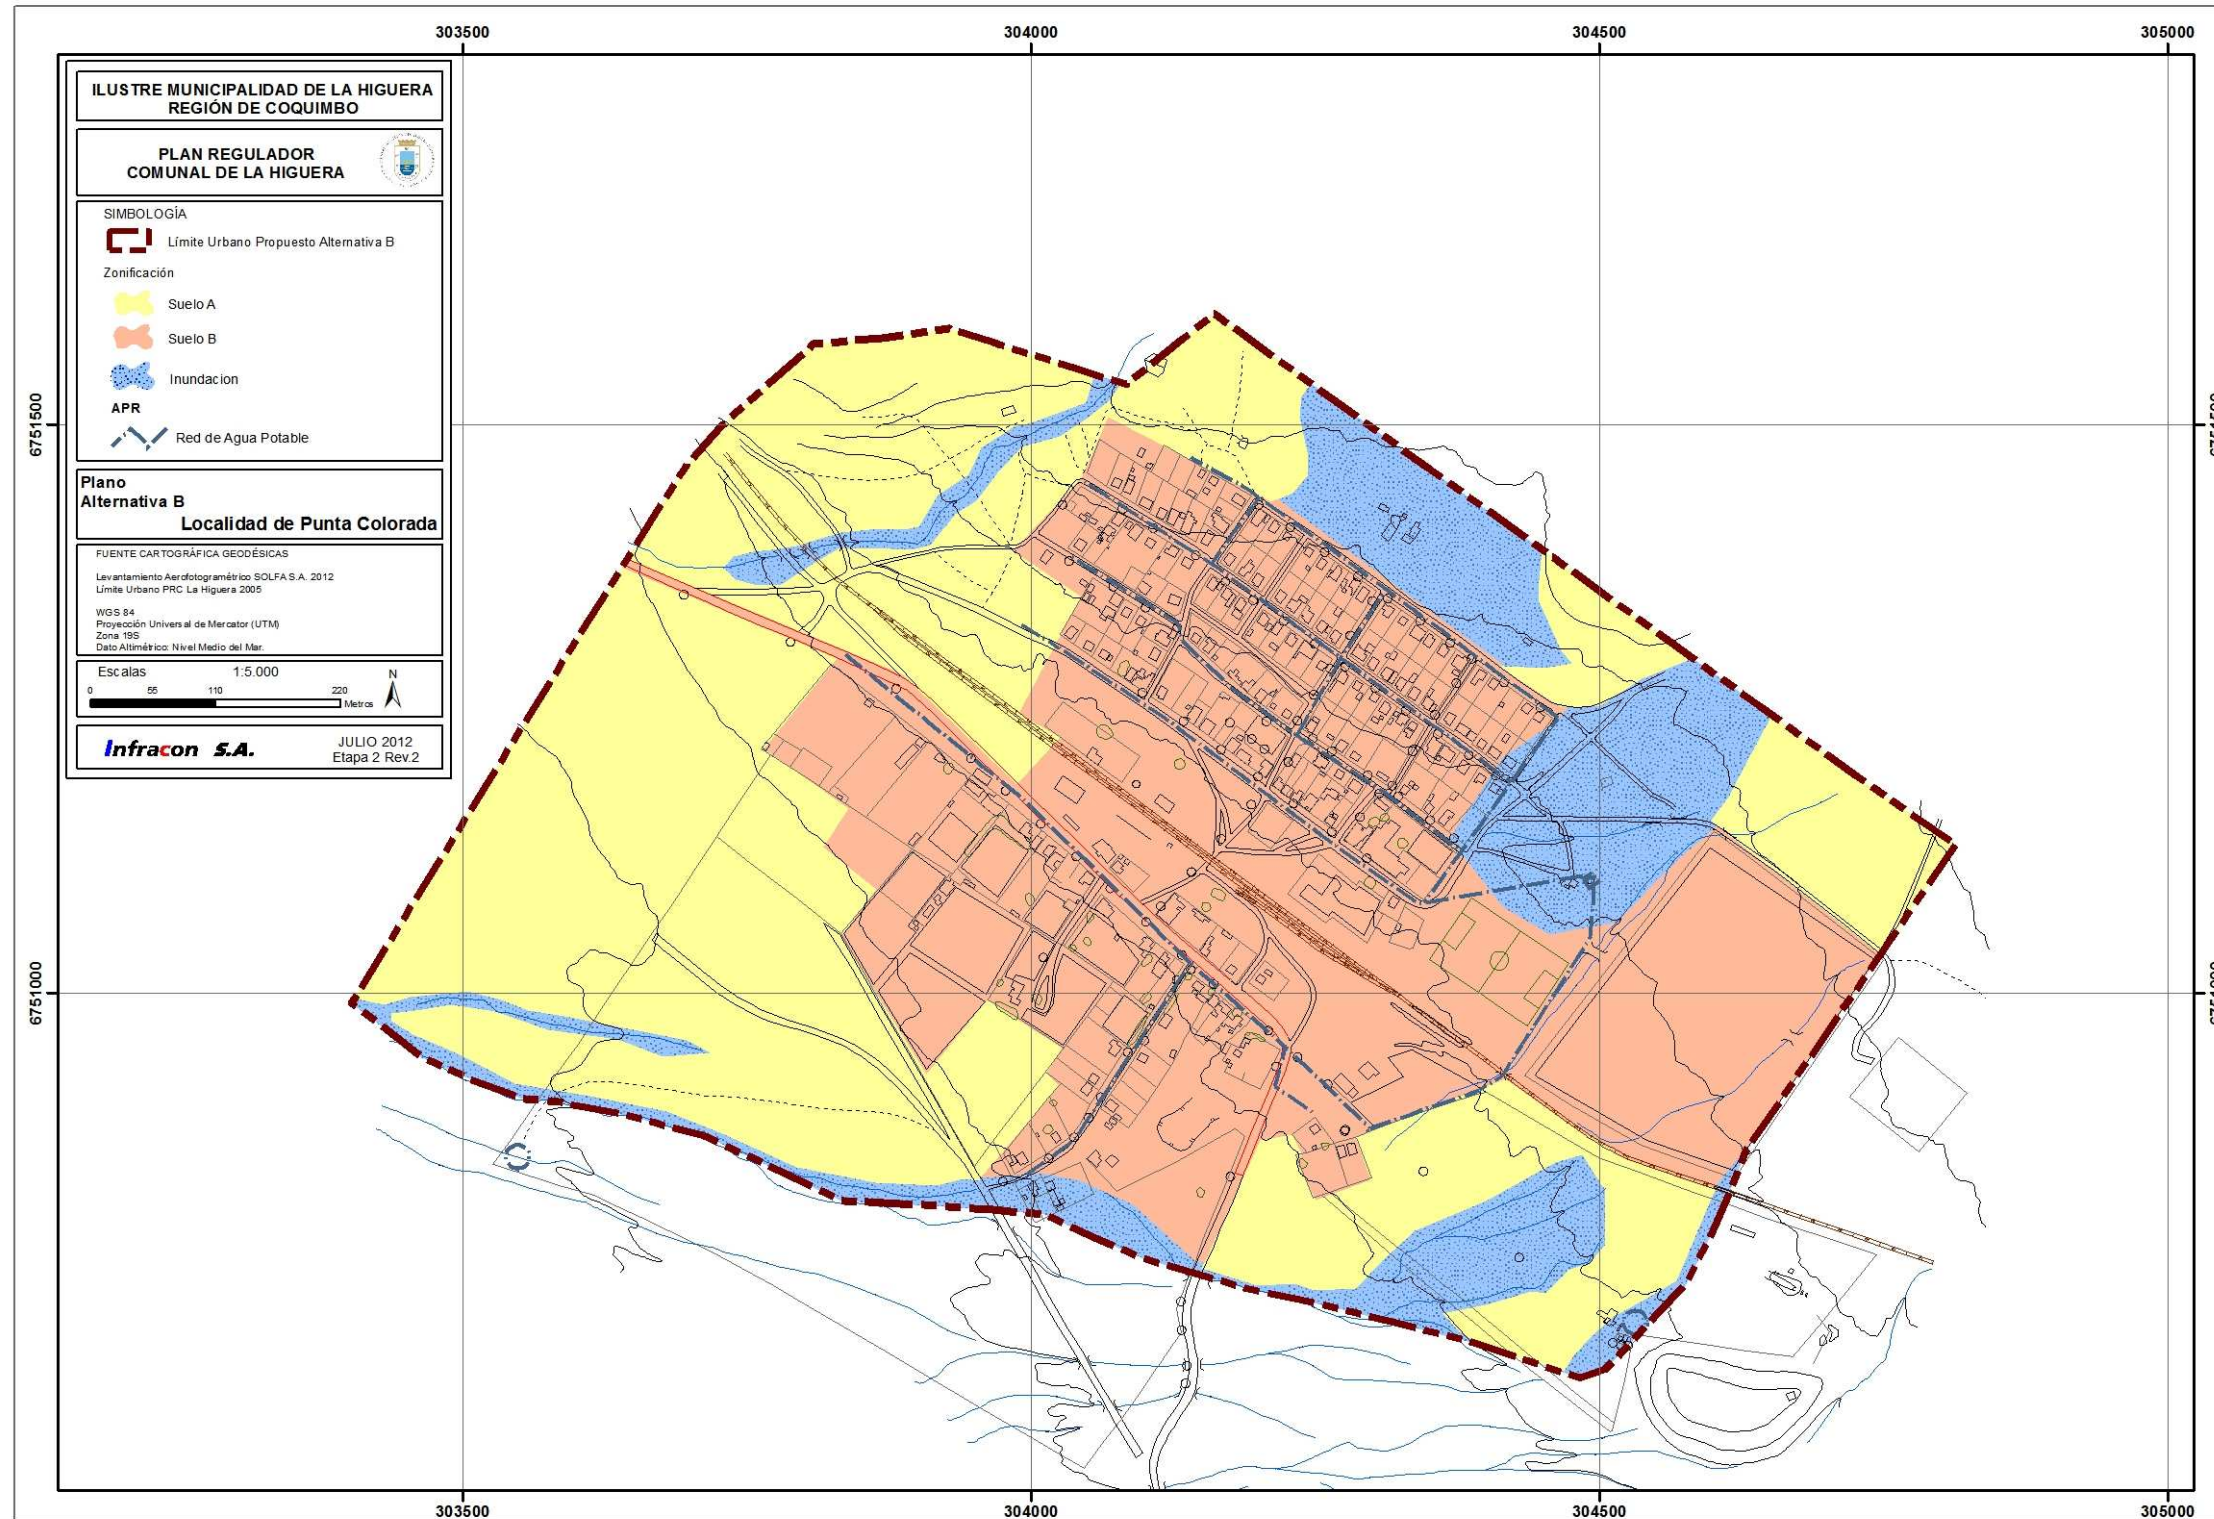 303500
304000
304500
305000
ILUSTRE MUNICIPALIDAD DE LA HIGUERA
REGIÓN DE COQUIMBO
PLAN REGULADOR
COMUNAL DE LA HIGUERA
SIMBOLOGÍA
Límite Urbano Propuesto Alternativa B
Zonificación
Suelo A
Suelo B
Inundacion
APR
Red de Agua Potable
Plano
Alternativa B
Localidad de Punta Colorada
FUENTE CARTOGRÁFICA GEODÉSICAS
Levantamiento Aerofotogramétrico SOLFA S.A. 2012
Límite Urbano PRC La Higuera 2005
WGS 84
Proyección Universal de Mercator (UTM)
Zona 19S
Dato Altimétrico: Nivel Medio del Mar.
Escalas 1:5.000 N
0 55 110 220
Metros
Infracon S.A. JULIO 2012
Etapa 2 Rev.2
6751500
6751000
303500
304000
304500
305000